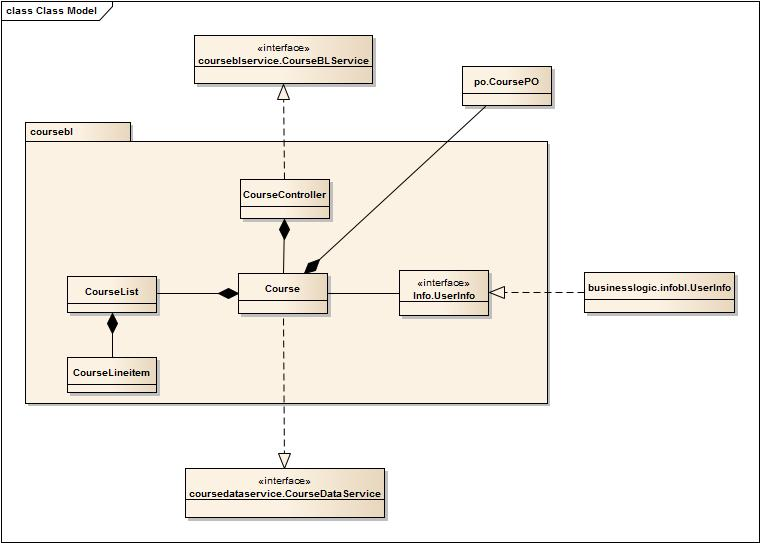 class Class Model
«interface»
courseblservice.CourseBLService
po.CoursePO
coursebl
CourseController
CourseList
Course
«interface»
Info.UserInfo
businesslogic.infobl.UserInfo
CourseLineitem
«interface»
coursedataservice.CourseDataService